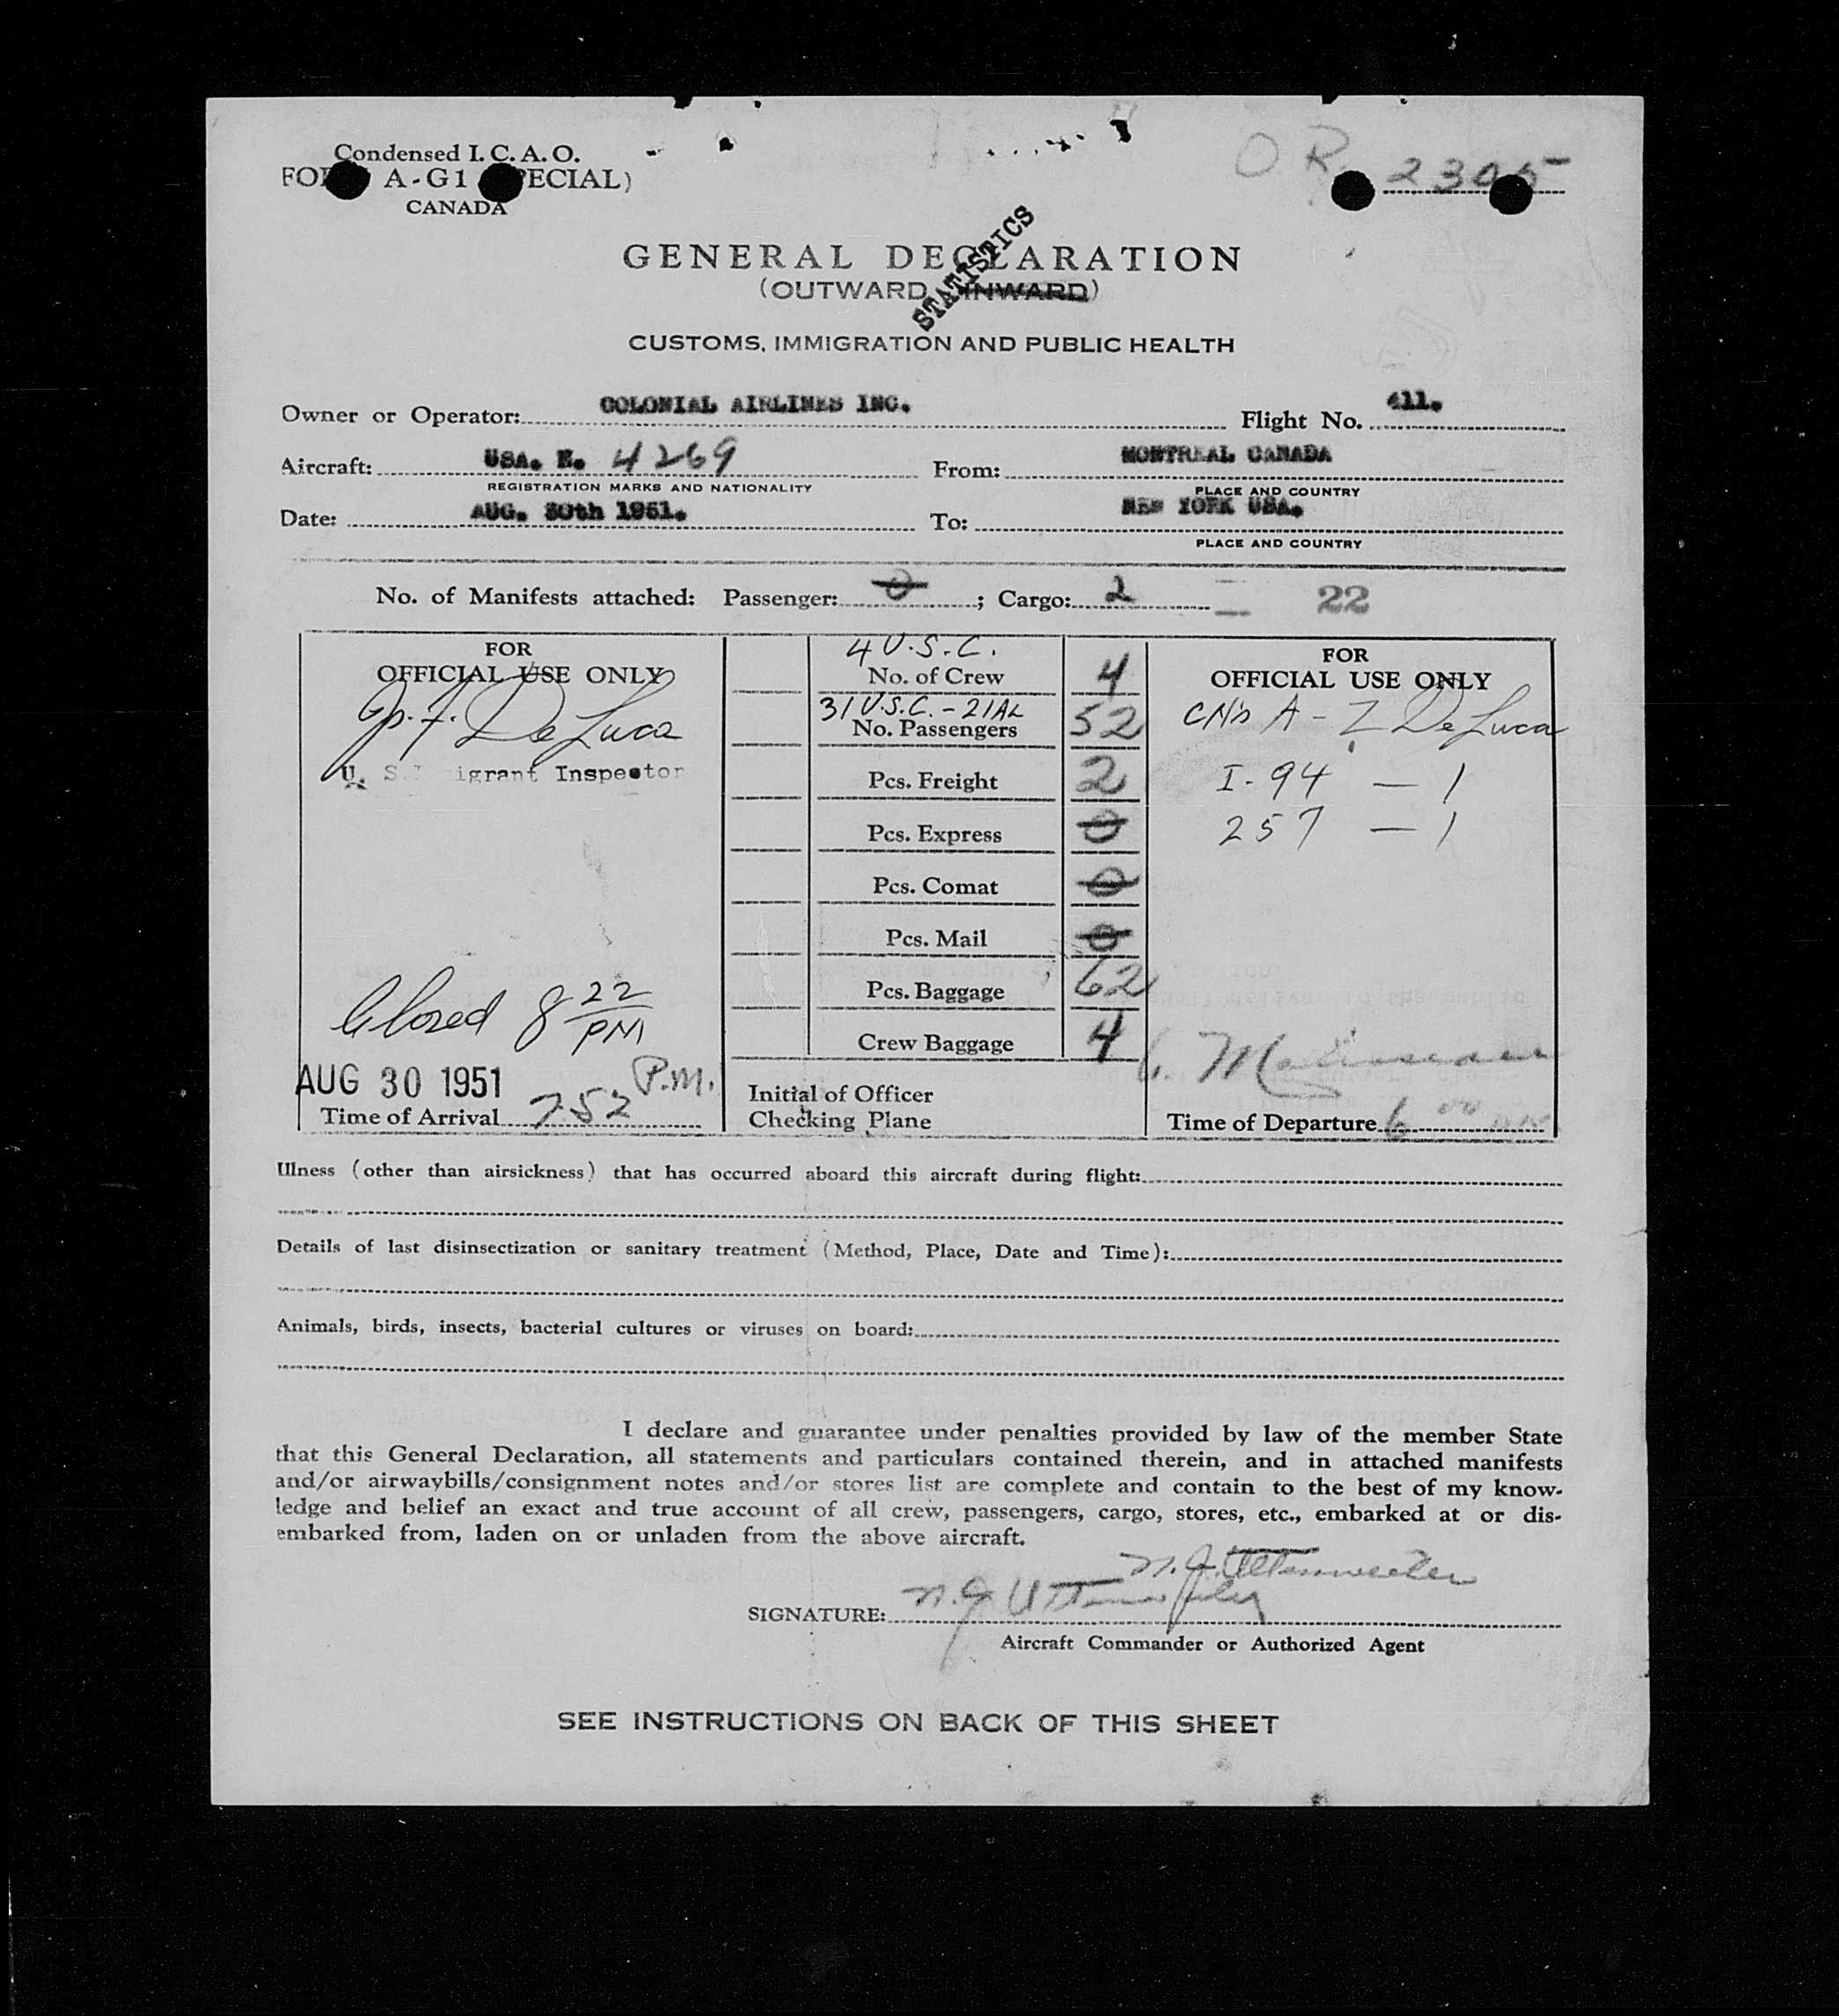 Condensed I. C. A. O.
A-G1
CANADA
O R 2305
GENERAL DECLARATION
STATISTICS
(OUTWARD INWARD)
CUSTOMS, IMMIGRATION AND PUBLIC HEALTH
Owner or Operator: COLONIAL AIRLINES INC. Flight No. 411.
Aircraft: USA. N. 4269 From: MONTREAL CANADA
REGISTRATION MARKS AND NATIONALITY PLACE AND COUNTRY
Date: AUG. 30th 1951. To: NEW YORK USA.
PLACE AND COUNTRY
No. of Manifests attached: Passenger: 0 ; Cargo: 2 22
FOR
OFFICIAL USE ONLY
De Luca
U. S. Inspector
Closed 8 22 PM
AUG 30 1951 P.M.
Time of Arrival 752
4 U.S.C.
No. of Crew 4
31 U.S.C. - 21 AL
No. Passengers 52
Pcs. Freight 2
Pcs. Express 0
Pcs. Comat 0
Pcs. Mail 0
Pcs. Baggage 62
Crew Baggage 4
Initial of Officer
Checking Plane
FOR
OFFICIAL USE ONLY
A - Z De Luca
I-94 — 1
257 — 1
Time of Departure 6 00
Illness (other than airsickness) that has occurred aboard this aircraft during flight:
Details of last disinsectization or sanitary treatment (Method, Place, Date and Time):
Animals, birds, insects, bacterial cultures or viruses on board:
I declare and guarantee under penalties provided by law of the member State
that this General Declaration, all statements and particulars contained therein, and in attached manifests
and/or airwaybills/consignment notes and/or stores list are complete and contain to the best of my know-
ledge and belief an exact and true account of all crew, passengers, cargo, stores, etc., embarked at or dis-
embarked from, laden on or unladen from the above aircraft.
SIGNATURE:
Aircraft Commander or Authorized Agent
SEE INSTRUCTIONS ON BACK OF THIS SHEET